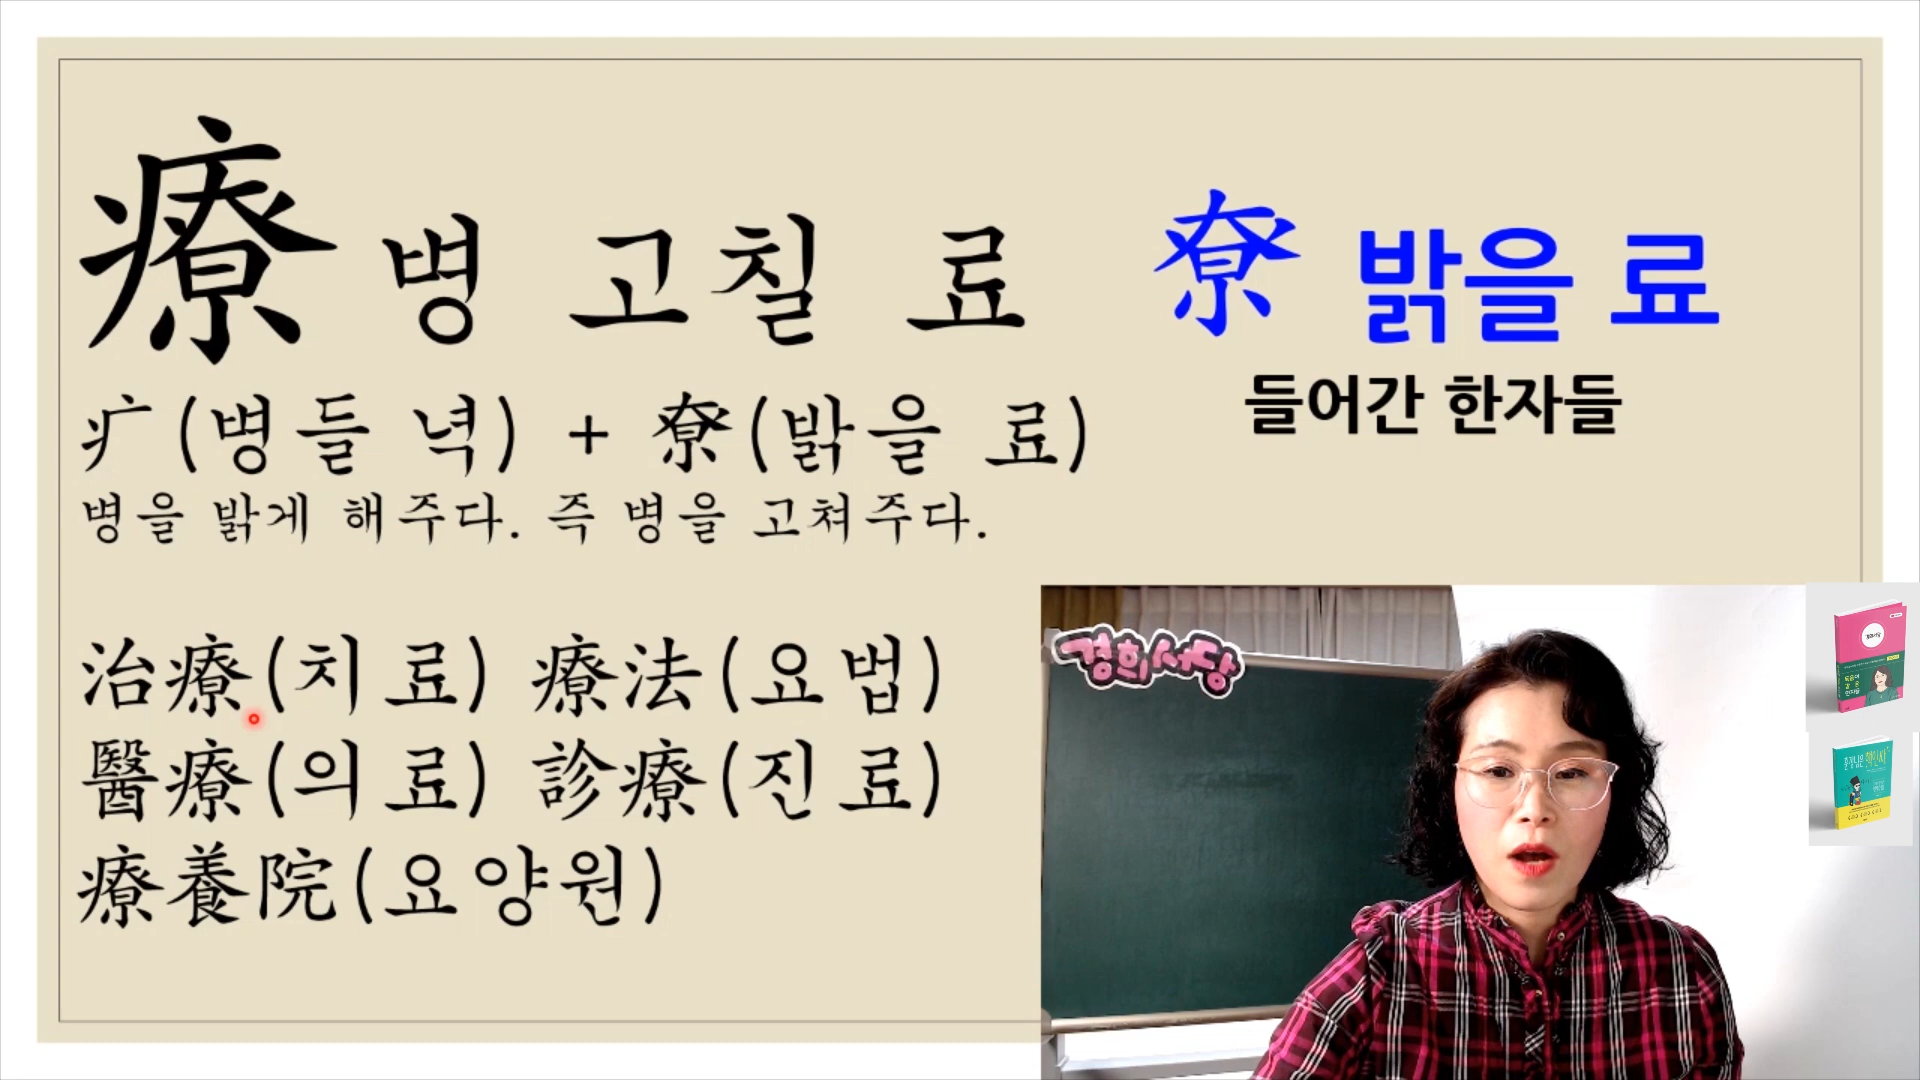 療 병 고칠 료
尞 밝을 료
들어간 한자들
疒(병들 녁) + 尞(밝을 료)
병을 밝게 해주다. 즉 병을 고쳐주다.
治療(치료) 療法(요법)
醫療(의료) 診療(진료)
療養院(요양원)
경희서당